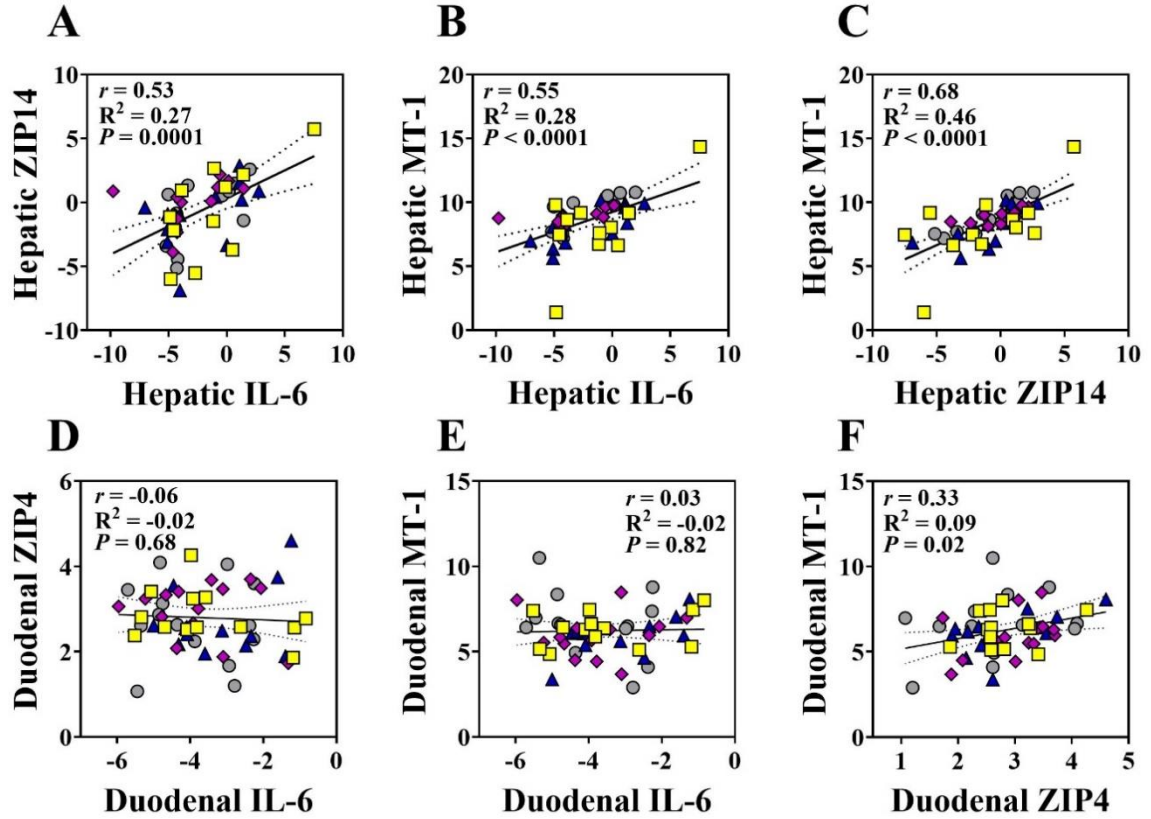 A
r = 0.53
R² = 0.27
P = 0.0001
Hepatic ZIP14
10
5
0
-5
-10
-10 -5 0 5 10
Hepatic IL-6
B
r = 0.55
R² = 0.28
P < 0.0001
Hepatic MT-1
20
15
10
5
0
-10 -5 0 5 10
Hepatic IL-6
C
r = 0.68
R² = 0.46
P < 0.0001
Hepatic MT-1
20
15
10
5
0
-10 -5 0 5 10
Hepatic ZIP14
D
r = -0.06
R² = -0.02
P = 0.68
Duodenal ZIP4
6
4
2
0
-6 -4 -2 0
Duodenal IL-6
E
r = 0.03
R² = -0.02
P = 0.82
Duodenal MT-1
15
10
5
0
-6 -4 -2 0
Duodenal IL-6
F
r = 0.33
R² = 0.09
P = 0.02
Duodenal MT-1
15
10
5
0
1 2 3 4 5
Duodenal ZIP4